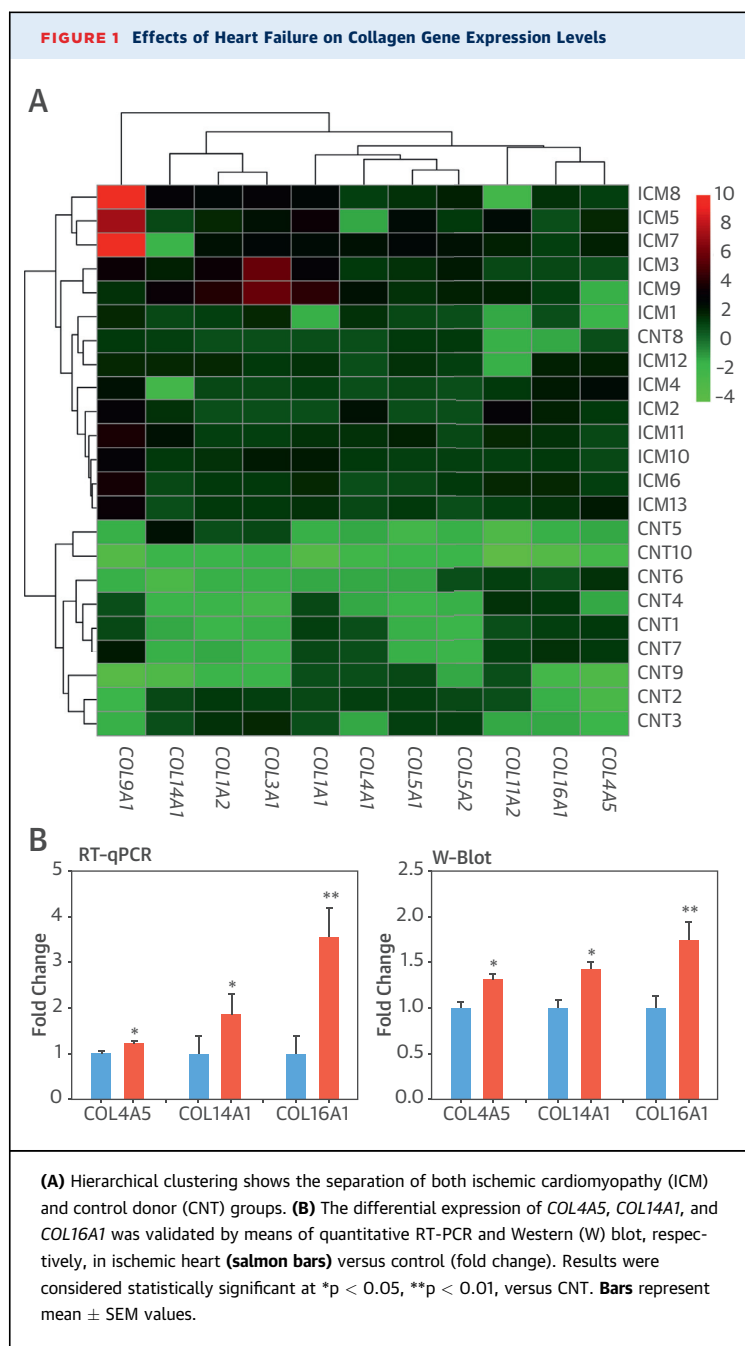 FIGURE 1 Effects of Heart Failure on Collagen Gene Expression Levels
A
ICM8
ICM5
ICM7
ICM3
ICM9
ICM1
CNT8
ICM12
ICM4
ICM2
ICM11
ICM10
ICM6
ICM13
CNT5
CNT10
CNT6
CNT4
CNT1
CNT7
CNT9
CNT2
CNT3
10
8
6
4
2
0
−2
−4
COL9A1
COL14A1
COL1A2
COL3A1
COL1A1
COL4A1
COL5A1
COL5A2
COL11A2
COL16A1
COL4A5
B
RT-qPCR
Fold Change
5
4
3
2
1
0
*
*
**
COL4A5 COL14A1 COL16A1
W-Blot
Fold Change
2.5
2.0
1.5
1.0
0.5
0.0
*
*
**
COL4A5 COL14A1 COL16A1
(A) Hierarchical clustering shows the separation of both ischemic cardiomyopathy (ICM)
and control donor (CNT) groups. (B) The differential expression of COL4A5, COL14A1, and
COL16A1 was validated by means of quantitative RT-PCR and Western (W) blot, respec-
tively, in ischemic heart (salmon bars) versus control (fold change). Results were
considered statistically significant at *p < 0.05, **p < 0.01, versus CNT. Bars represent
mean ± SEM values.